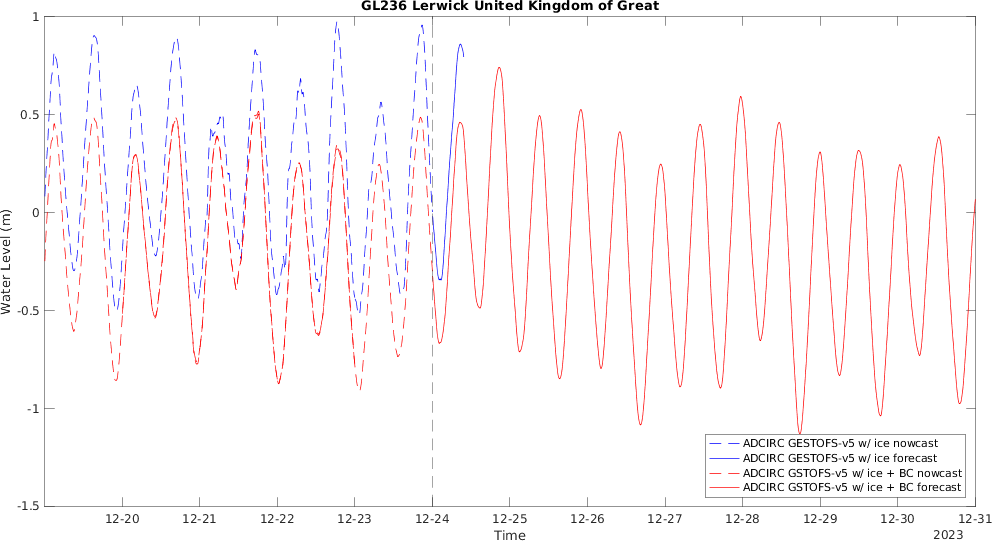 GL236 Lerwick United Kingdom of Great
1
0.5
0
-0.5
-1
-1.5
Water Level (m)
ADCIRC GESTOFS-v5 w/ ice nowcast
ADCIRC GESTOFS-v5 w/ ice forecast
ADCIRC GSTOFS-v5 w/ ice + BC nowcast
ADCIRC GSTOFS-v5 w/ ice + BC forecast
12-20 12-21 12-22 12-23 12-24 12-25 12-26 12-27 12-28 12-29 12-30 12-31
Time
2023